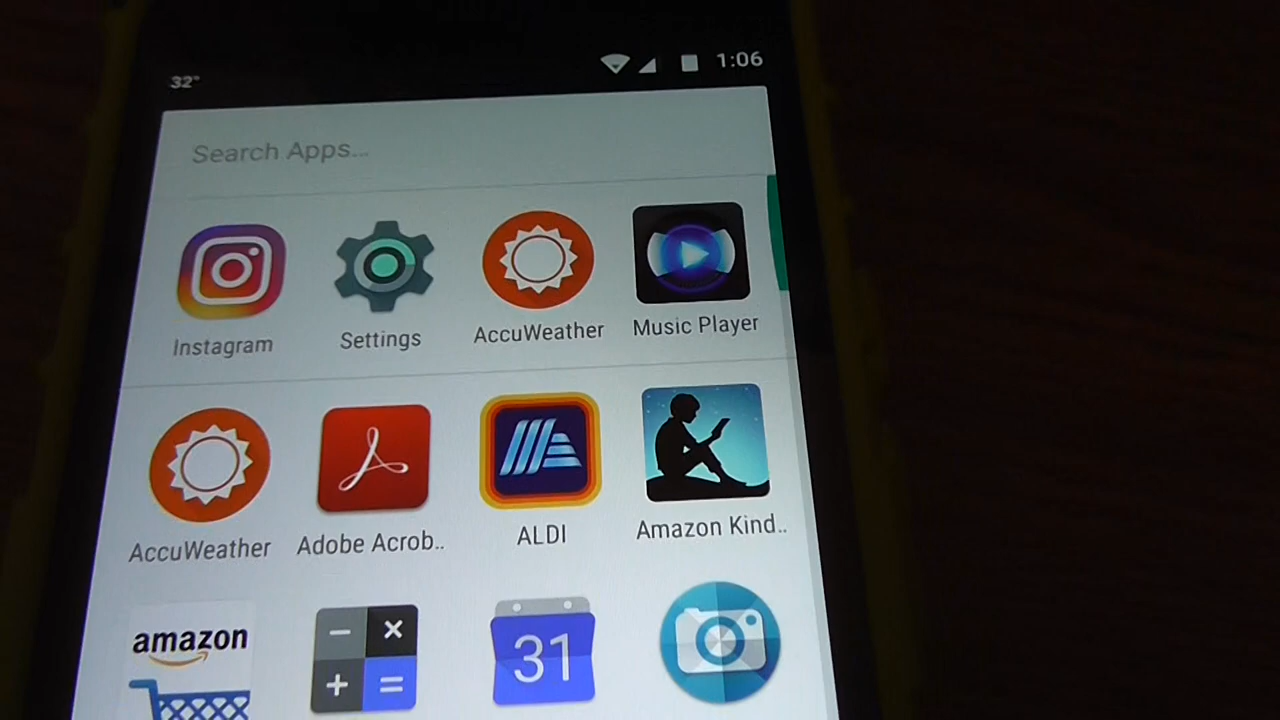 32°
1:06
Search Apps...
Instagram
Settings
AccuWeather
Music Player
AccuWeather
Adobe Acrob..
ALDI
Amazon Kind..
amazon
− ×
31
+ =